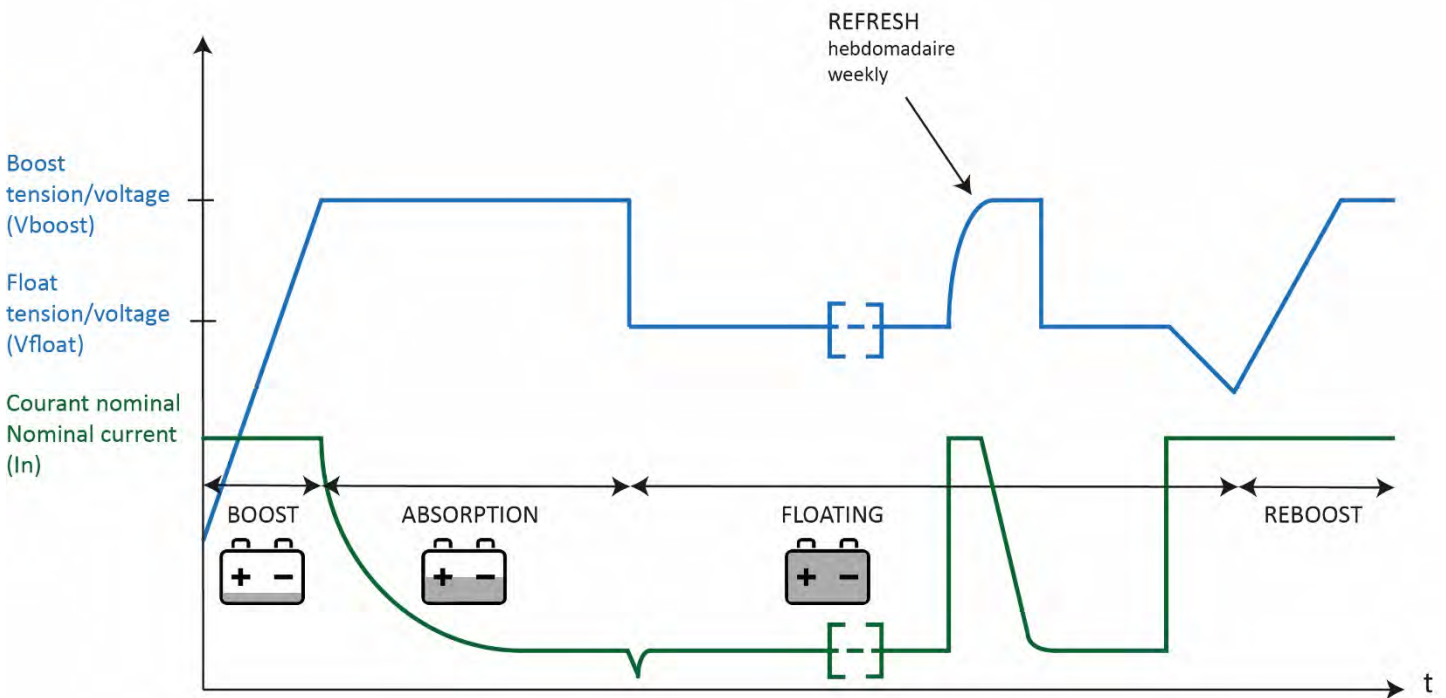 REFRESH
hebdomadaire
weekly
Boost
tension/voltage
(Vboost)
Float
tension/voltage
(Vfloat)
Courant nominal
Nominal current
(In)
BOOST
ABSORPTION
FLOATING
REBOOST
+ −
+ −
+ −
t